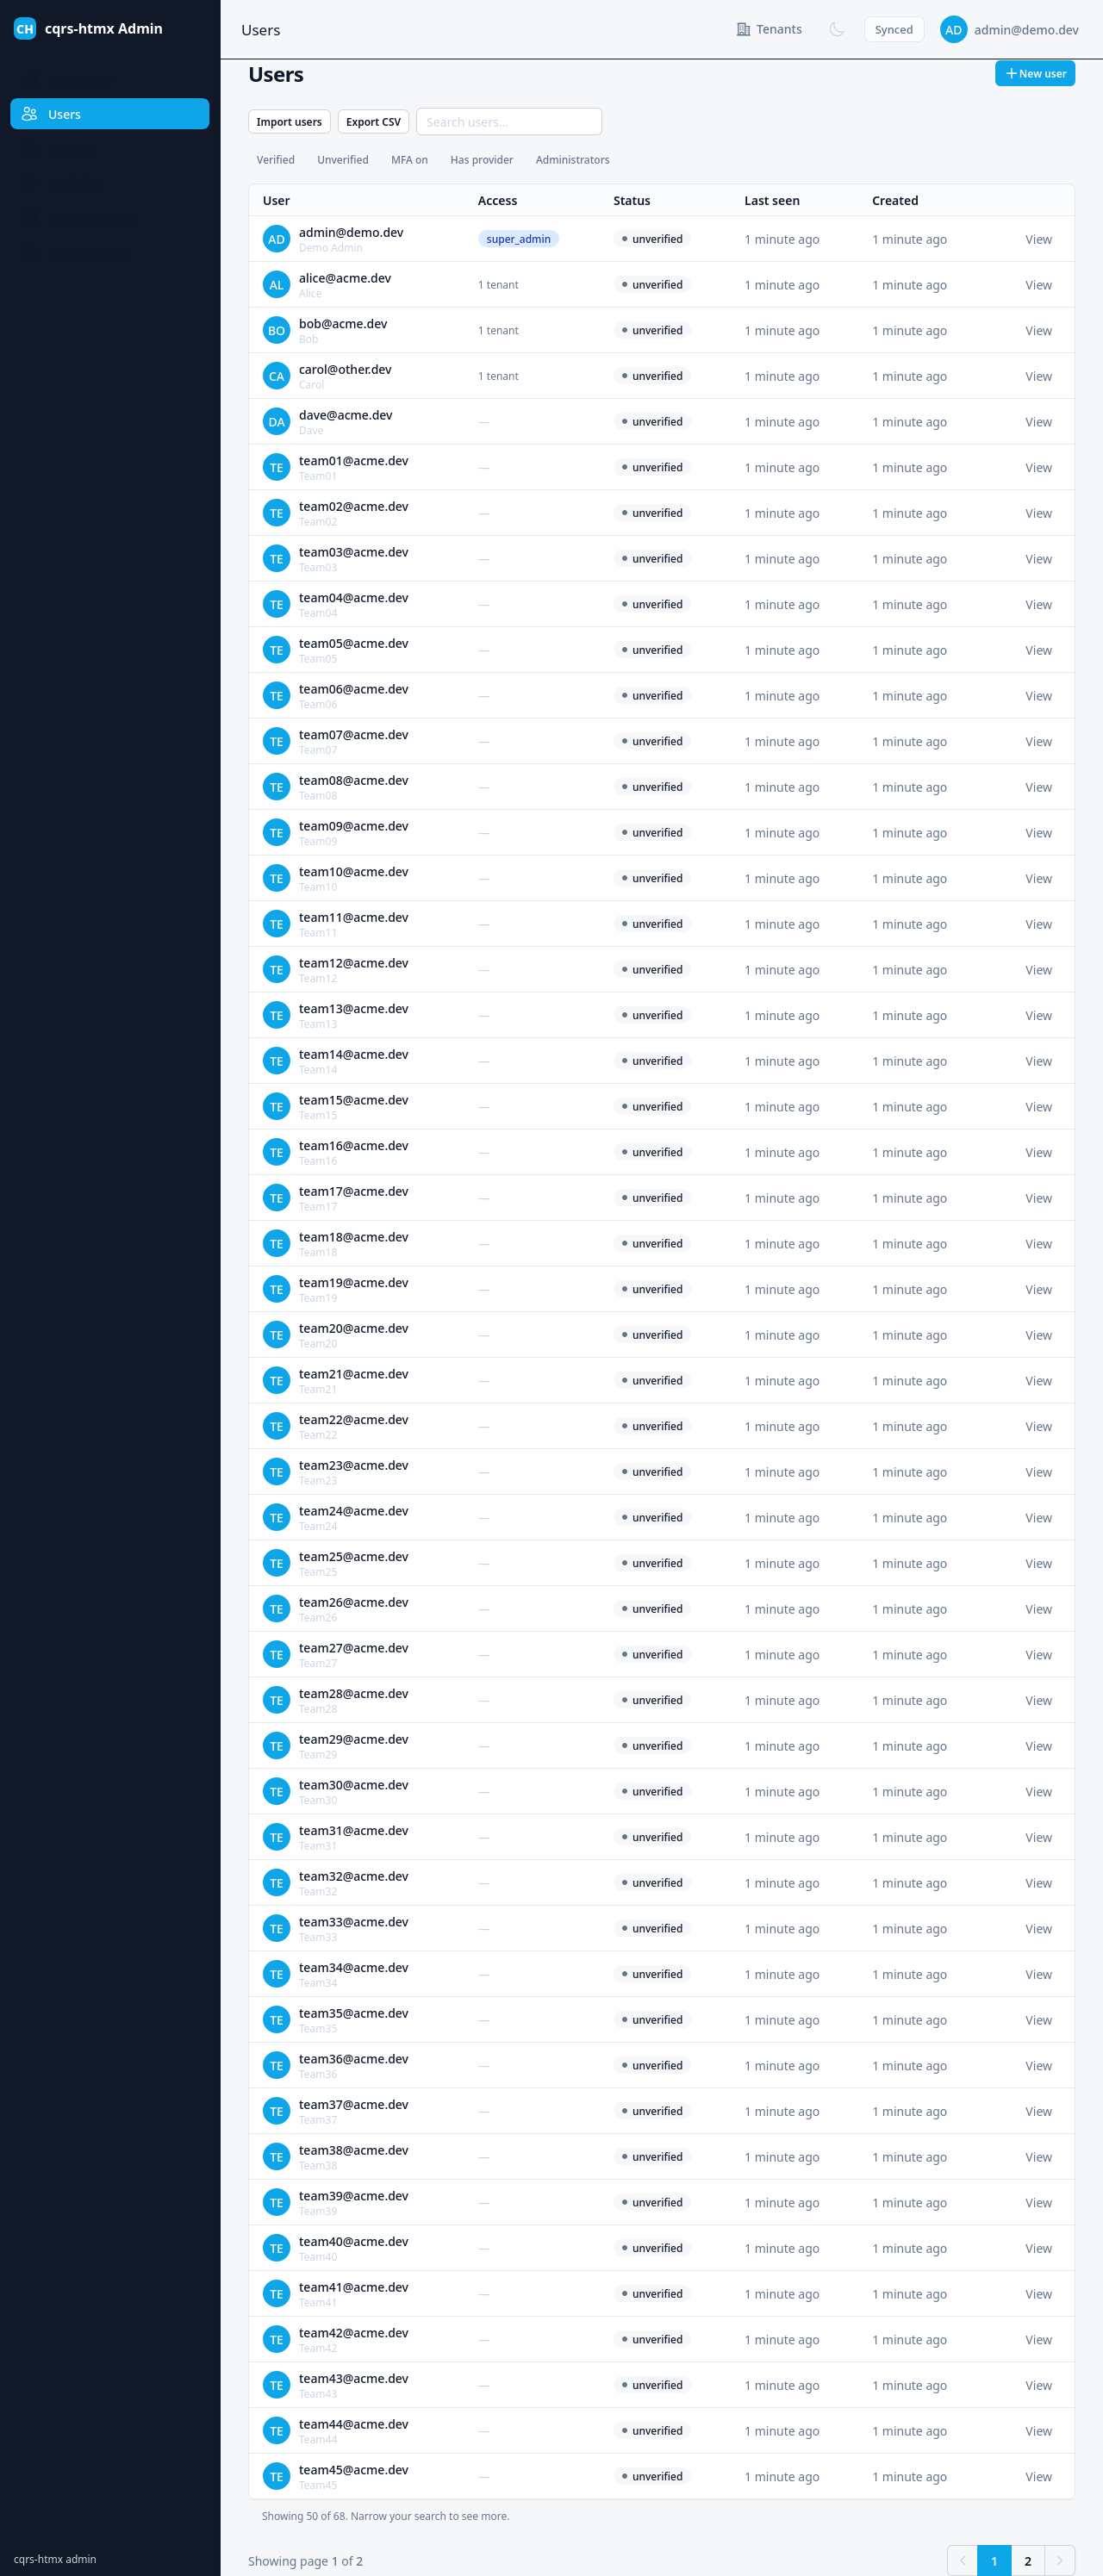 CH cqrs-htmx Admin
Users
cqrs-htmx admin
Users
Tenants
Synced
AD admin@demo.dev
Users
New user
Import users Export CSV Search users...
Verified Unverified MFA on Has provider Administrators
User Access Status Last seen Created
AD admin@demo.dev super_admin unverified 1 minute ago 1 minute ago View
Demo Admin
AL alice@acme.dev 1 tenant unverified 1 minute ago 1 minute ago View
Alice
BO bob@acme.dev 1 tenant unverified 1 minute ago 1 minute ago View
Bob
CA carol@other.dev 1 tenant unverified 1 minute ago 1 minute ago View
Carol
DA dave@acme.dev — unverified 1 minute ago 1 minute ago View
Dave
TE team01@acme.dev — unverified 1 minute ago 1 minute ago View
Team01
TE team02@acme.dev — unverified 1 minute ago 1 minute ago View
Team02
TE team03@acme.dev — unverified 1 minute ago 1 minute ago View
Team03
TE team04@acme.dev — unverified 1 minute ago 1 minute ago View
Team04
TE team05@acme.dev — unverified 1 minute ago 1 minute ago View
Team05
TE team06@acme.dev — unverified 1 minute ago 1 minute ago View
Team06
TE team07@acme.dev — unverified 1 minute ago 1 minute ago View
Team07
TE team08@acme.dev — unverified 1 minute ago 1 minute ago View
Team08
TE team09@acme.dev — unverified 1 minute ago 1 minute ago View
Team09
TE team10@acme.dev — unverified 1 minute ago 1 minute ago View
Team10
TE team11@acme.dev — unverified 1 minute ago 1 minute ago View
Team11
TE team12@acme.dev — unverified 1 minute ago 1 minute ago View
Team12
TE team13@acme.dev — unverified 1 minute ago 1 minute ago View
Team13
TE team14@acme.dev — unverified 1 minute ago 1 minute ago View
Team14
TE team15@acme.dev — unverified 1 minute ago 1 minute ago View
Team15
TE team16@acme.dev — unverified 1 minute ago 1 minute ago View
Team16
TE team17@acme.dev — unverified 1 minute ago 1 minute ago View
Team17
TE team18@acme.dev — unverified 1 minute ago 1 minute ago View
Team18
TE team19@acme.dev — unverified 1 minute ago 1 minute ago View
Team19
TE team20@acme.dev — unverified 1 minute ago 1 minute ago View
Team20
TE team21@acme.dev — unverified 1 minute ago 1 minute ago View
Team21
TE team22@acme.dev — unverified 1 minute ago 1 minute ago View
Team22
TE team23@acme.dev — unverified 1 minute ago 1 minute ago View
Team23
TE team24@acme.dev — unverified 1 minute ago 1 minute ago View
Team24
TE team25@acme.dev — unverified 1 minute ago 1 minute ago View
Team25
TE team26@acme.dev — unverified 1 minute ago 1 minute ago View
Team26
TE team27@acme.dev — unverified 1 minute ago 1 minute ago View
Team27
TE team28@acme.dev — unverified 1 minute ago 1 minute ago View
Team28
TE team29@acme.dev — unverified 1 minute ago 1 minute ago View
Team29
TE team30@acme.dev — unverified 1 minute ago 1 minute ago View
Team30
TE team31@acme.dev — unverified 1 minute ago 1 minute ago View
Team31
TE team32@acme.dev — unverified 1 minute ago 1 minute ago View
Team32
TE team33@acme.dev — unverified 1 minute ago 1 minute ago View
Team33
TE team34@acme.dev — unverified 1 minute ago 1 minute ago View
Team34
TE team35@acme.dev — unverified 1 minute ago 1 minute ago View
Team35
TE team36@acme.dev — unverified 1 minute ago 1 minute ago View
Team36
TE team37@acme.dev — unverified 1 minute ago 1 minute ago View
Team37
TE team38@acme.dev — unverified 1 minute ago 1 minute ago View
Team38
TE team39@acme.dev — unverified 1 minute ago 1 minute ago View
Team39
TE team40@acme.dev — unverified 1 minute ago 1 minute ago View
Team40
TE team41@acme.dev — unverified 1 minute ago 1 minute ago View
Team41
TE team42@acme.dev — unverified 1 minute ago 1 minute ago View
Team42
TE team43@acme.dev — unverified 1 minute ago 1 minute ago View
Team43
TE team44@acme.dev — unverified 1 minute ago 1 minute ago View
Team44
TE team45@acme.dev — unverified 1 minute ago 1 minute ago View
Team45
Showing 50 of 68. Narrow your search to see more.
Showing page 1 of 2
1 2